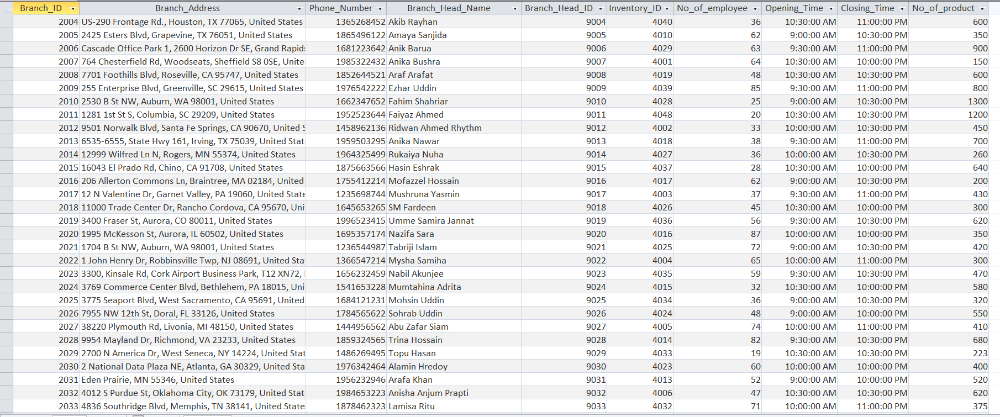 Branch_ID Branch_Address Phone_Number Branch_Head_Name Branch_Head_ID Inventory_ID No_of_employee Opening_Time Closing_Time No_of_product
2004 US-290 Frontage Rd., Houston, TX 77065, United States 1365268452 Akib Rayhan 9004 4040 36 10:30:00 AM 11:00:00 PM 600
2005 2425 Esters Blvd, Grapevine, TX 76051, United States 1865496122 Amaya Sanjida 9005 4010 62 9:00:00 AM 10:30:00 PM 350
2006 Cascade Office Park 1, 2600 Horizon Dr SE, Grand Rapids 1681223642 Anik Barua 9006 4029 63 9:30:00 AM 11:00:00 PM 900
2007 764 Chesterfield Rd, Woodseats, Sheffield S8 0SE, Unite 1985322432 Anika Bushra 9007 4001 64 10:30:00 AM 10:00:00 PM 150
2008 7701 Foothills Blvd, Roseville, CA 95747, United States 1852644521 Araf Arafat 9008 4019 48 10:30:00 AM 10:30:00 PM 600
2009 255 Enterprise Blvd, Greenville, SC 29615, United States 1976542222 Ezhar Uddin 9009 4039 85 9:30:00 AM 11:00:00 PM 800
2010 2530 B St NW, Auburn, WA 98001, United States 1662347652 Fahim Shahriar 9010 4028 25 9:00:00 AM 10:30:00 PM 1300
2011 1281 1st St S, Columbia, SC 29209, United States 1952523644 Faiyaz Ahmed 9011 4048 20 10:30:00 AM 10:30:00 PM 1200
2012 9501 Norwalk Blvd, Santa Fe Springs, CA 90670, United S 1458962136 Ridwan Ahmed Rhythm 9012 4002 33 10:00:00 AM 10:00:00 PM 450
2013 6535-6555, State Hwy 161, Irving, TX 75039, United Stat 1959503295 Anika Nawar 9013 4018 38 9:30:00 AM 11:00:00 PM 700
2014 12999 Wilfred Ln N, Rogers, MN 55374, United States 1964325499 Rukaiya Nuha 9014 4027 36 10:00:00 AM 10:30:00 PM 260
2015 16043 El Prado Rd, Chino, CA 91708, United States 1875663566 Hasin Eshrak 9015 4037 28 10:30:00 AM 10:00:00 PM 640
2016 206 Allerton Commons Ln, Braintree, MA 02184, United 1755412214 Mofazzel Hossain 9016 4017 62 9:00:00 AM 10:30:00 PM 200
2017 12 N Valentine Dr, Garnet Valley, PA 19060, United State 1235698744 Mushruna Yasmin 9017 4003 37 9:30:00 AM 11:00:00 PM 430
2018 11000 Trade Center Dr, Rancho Cordova, CA 95670, Uni 1645653265 SM Fardeen 9018 4026 45 10:30:00 AM 10:00:00 PM 300
2019 3400 Fraser St, Aurora, CO 80011, United States 1996523415 Umme Samira Jannat 9019 4036 56 9:30:00 AM 10:30:00 PM 620
2020 1995 McKesson St, Aurora, IL 60502, United States 1695357174 Nazifa Sara 9020 4016 87 10:00:00 AM 10:00:00 PM 350
2021 1704 B St NW, Auburn, WA 98001, United States 1236544987 Tabriji Islam 9021 4025 72 9:00:00 AM 10:30:00 PM 420
2022 1 John Henry Dr, Robbinsville Twp, NJ 08691, United Sta 1366547214 Mysha Samiha 9022 4004 65 10:00:00 AM 11:00:00 PM 300
2023 3300, Kinsale Rd, Cork Airport Business Park, T12 XN72, 1656232459 Nabil Akunjee 9023 4035 59 9:30:00 AM 10:30:00 PM 470
2024 3769 Commerce Center Blvd, Bethlehem, PA 18015, Uni 1541653228 Mumtahina Adrita 9024 4015 32 10:30:00 AM 10:00:00 PM 580
2025 3775 Seaport Blvd, West Sacramento, CA 95691, United 1684121231 Mohsin Uddin 9025 4034 36 9:00:00 AM 10:30:00 PM 320
2026 7955 NW 12th St, Doral, FL 33126, United States 1784565622 Sohrab Uddin 9026 4024 48 9:00:00 AM 10:00:00 PM 550
2027 38220 Plymouth Rd, Livonia, MI 48150, United States 1444956562 Abu Zafar Siam 9027 4005 74 10:00:00 AM 11:00:00 PM 410
2028 9954 Mayland Dr, Richmond, VA 23233, United States 1859324565 Trina Hossain 9028 4014 82 9:30:00 AM 10:30:00 PM 680
2029 2700 N America Dr, West Seneca, NY 14224, United Stat 1486269495 Topu Hasan 9029 4033 19 10:30:00 AM 10:30:00 PM 223
2030 2 National Data Plaza NE, Atlanta, GA 30329, United Sta 1976342464 Alamin Hredoy 9030 4023 60 10:00:00 AM 10:00:00 PM 400
2031 Eden Prairie, MN 55346, United States 1956232946 Arafa Khan 9031 4013 52 9:00:00 AM 10:00:00 PM 520
2032 4012 S Purdue St, Oklahoma City, OK 73179, United Stat 1984653223 Anisha Anjum Prapti 9032 4006 47 10:30:00 AM 10:30:00 PM 620
2033 4836 Southridge Blvd, Memphis, TN 38141, United State 1878462323 Lamisa Ritu 9033 4032 71 10:00:00 AM 11:00:00 PM 375